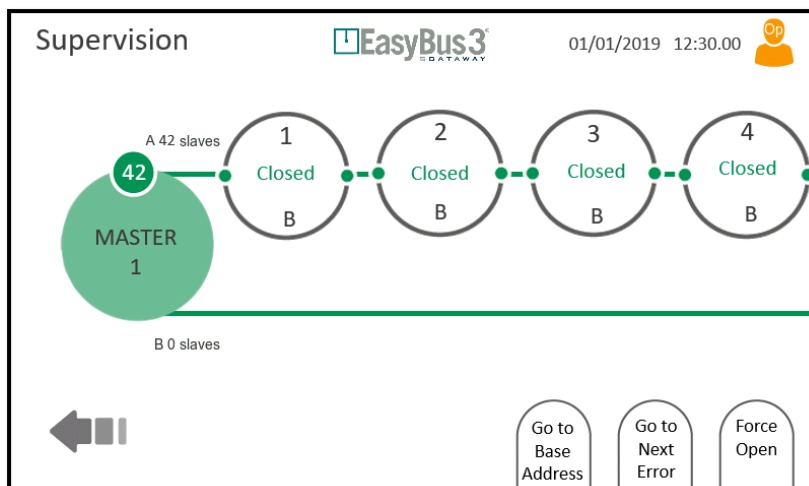 Supervision
EasyBus3
DATAWAY
01/01/2019 12:30.00
Op
A 42 slaves
42
MASTER
1
B 0 slaves
1
Closed
B
2
Closed
B
3
Closed
B
4
Closed
B
Go to
Base
Address
Go to
Next
Error
Force
Open